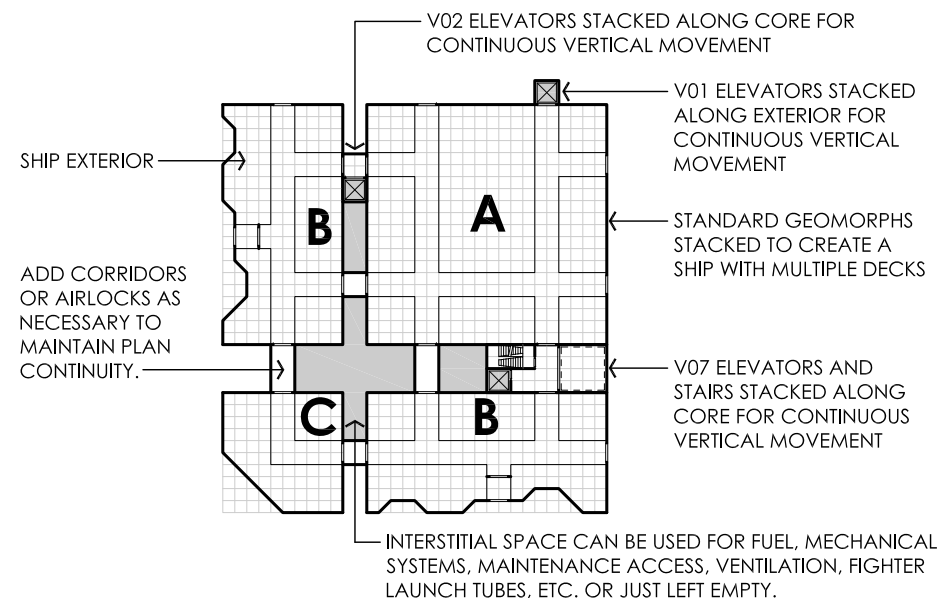 V02 ELEVATORS STACKED ALONG CORE FOR
CONTINUOUS VERTICAL MOVEMENT
V01 ELEVATORS STACKED
ALONG EXTERIOR FOR
CONTINUOUS VERTICAL
MOVEMENT
SHIP EXTERIOR
B
A
STANDARD GEOMORPHS
STACKED TO CREATE A
SHIP WITH MULTIPLE DECKS
ADD CORRIDORS
OR AIRLOCKS AS
NECESSARY TO
MAINTAIN PLAN
CONTINUITY.
V07 ELEVATORS AND
STAIRS STACKED ALONG
CORE FOR CONTINUOUS
VERTICAL MOVEMENT
C
B
INTERSTITIAL SPACE CAN BE USED FOR FUEL, MECHANICAL
SYSTEMS, MAINTENANCE ACCESS, VENTILATION, FIGHTER
LAUNCH TUBES, ETC. OR JUST LEFT EMPTY.